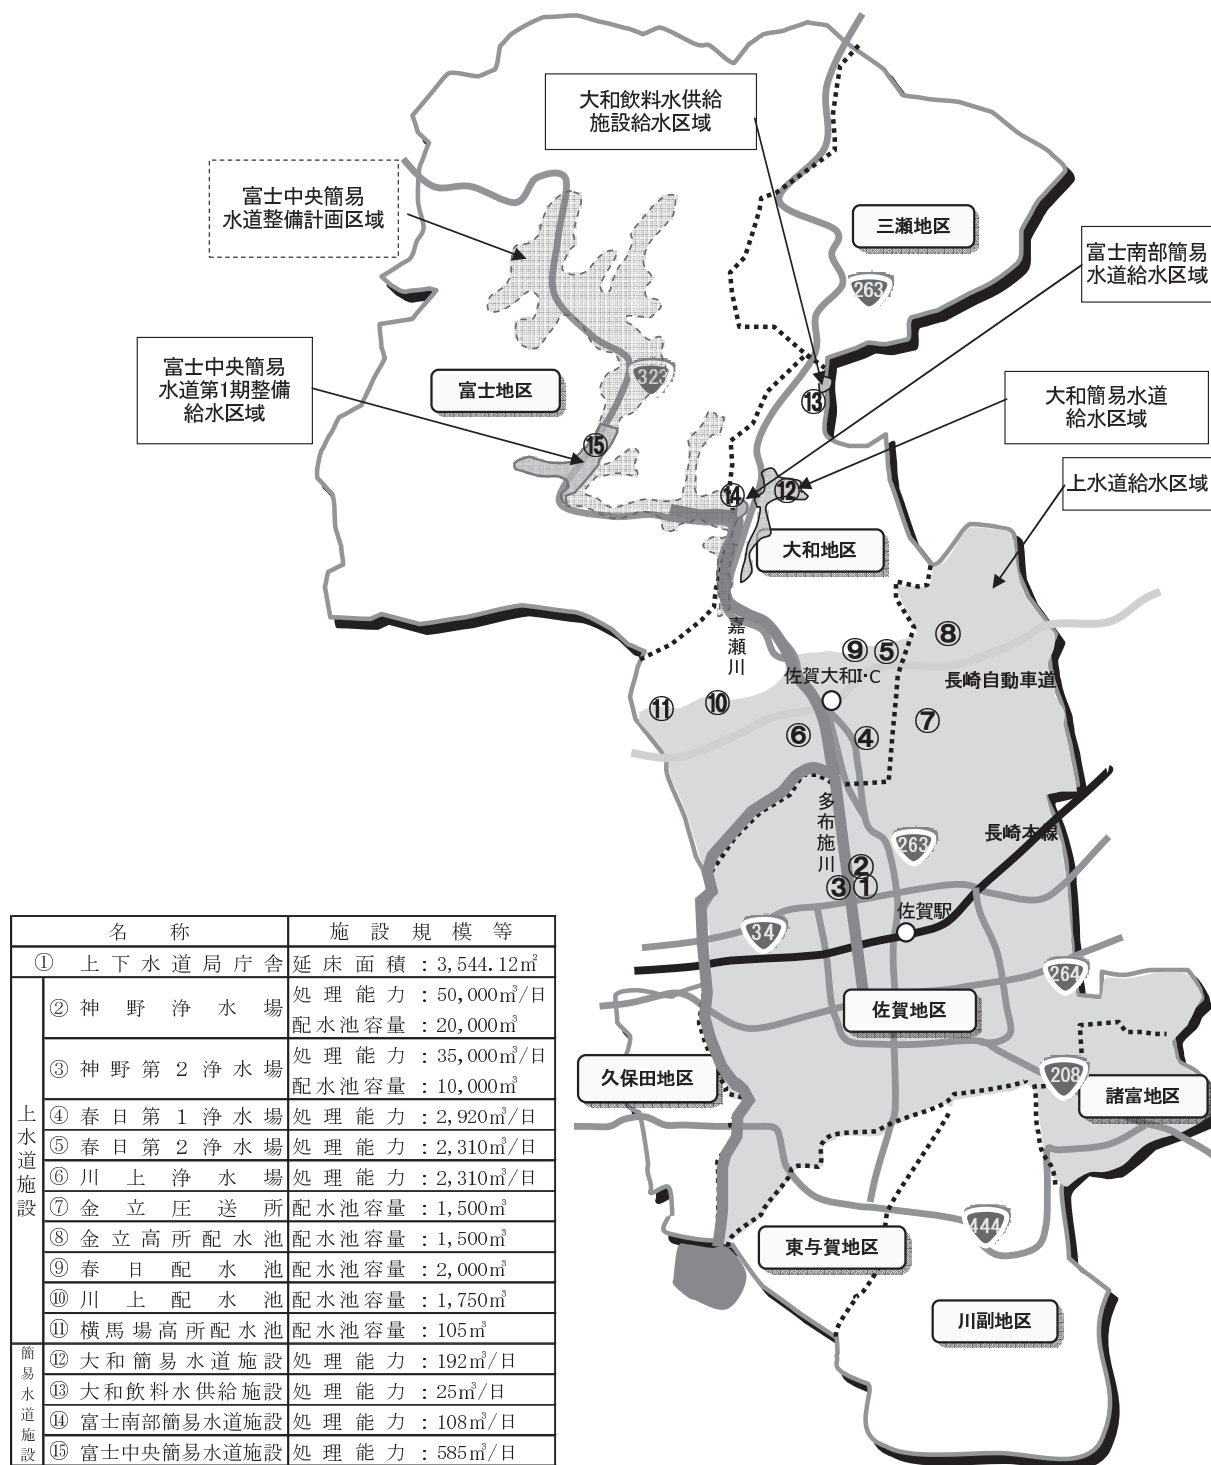 大和飲料水供給
施設給水区域
富士中央簡易
水道整備計画区域
三瀬地区
富士南部簡易
水道給水区域
263
富士中央簡易
水道第1期整備
給水区域
富士地区
323
⑬
大和簡易水道
給水区域
⑮
⑭
⑫
上水道給水区域
大和地区
嘉瀬川
⑧
⑨
⑤
佐賀大和I・C
長崎自動車道
⑪
⑩
⑥
④
⑦
多布施川
長崎本線
263
②
③
①
佐賀駅
34
264
佐賀地区
久保田地区
208
諸富地区
東与賀地区
444
川副地区
名称 施設規模等
① 上下水道局庁舎 延床面積:3,544.12㎡
上水道施設
② 神野浄水場 処理能力:50,000㎥/日
配水池容量:20,000㎥
③ 神野第2浄水場 処理能力:35,000㎥/日
配水池容量:10,000㎥
④ 春日第1浄水場 処理能力:2,920㎥/日
⑤ 春日第2浄水場 処理能力:2,310㎥/日
⑥ 川上浄水場 処理能力:2,310㎥/日
⑦ 金立圧送所 配水池容量:1,500㎥
⑧ 金立高所配水池 配水池容量:1,500㎥
⑨ 春日配水池 配水池容量:2,000㎥
⑩ 川上配水池 配水池容量:1,750㎥
⑪ 横馬場高所配水池 配水池容量:105㎥
簡易水道施設
⑫ 大和簡易水道施設 処理能力:192㎥/日
⑬ 大和飲料水供給施設 処理能力:25㎥/日
⑭ 富士南部簡易水道施設 処理能力:108㎥/日
⑮ 富士中央簡易水道施設 処理能力:585㎥/日